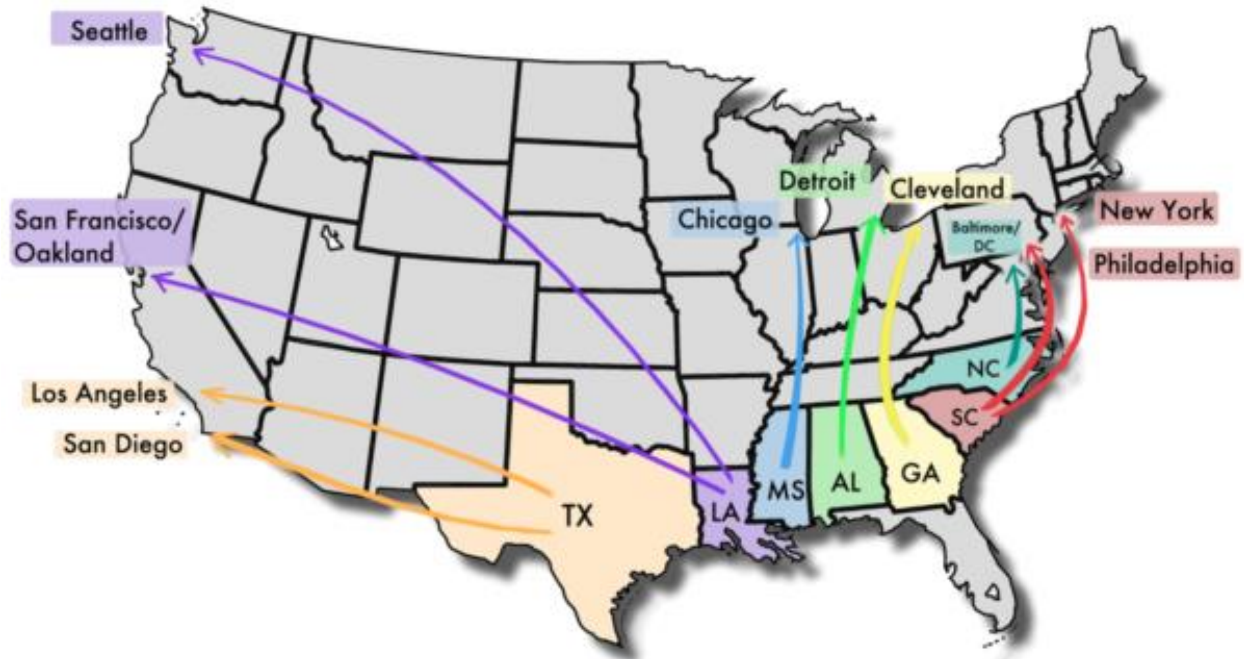 Seattle
Detroit
Cleveland
San Francisco/
Oakland
Chicago
Baltimore/
DC
New York
Philadelphia
Los Angeles
San Diego
NC
SC
TX
LA
MS
AL
GA